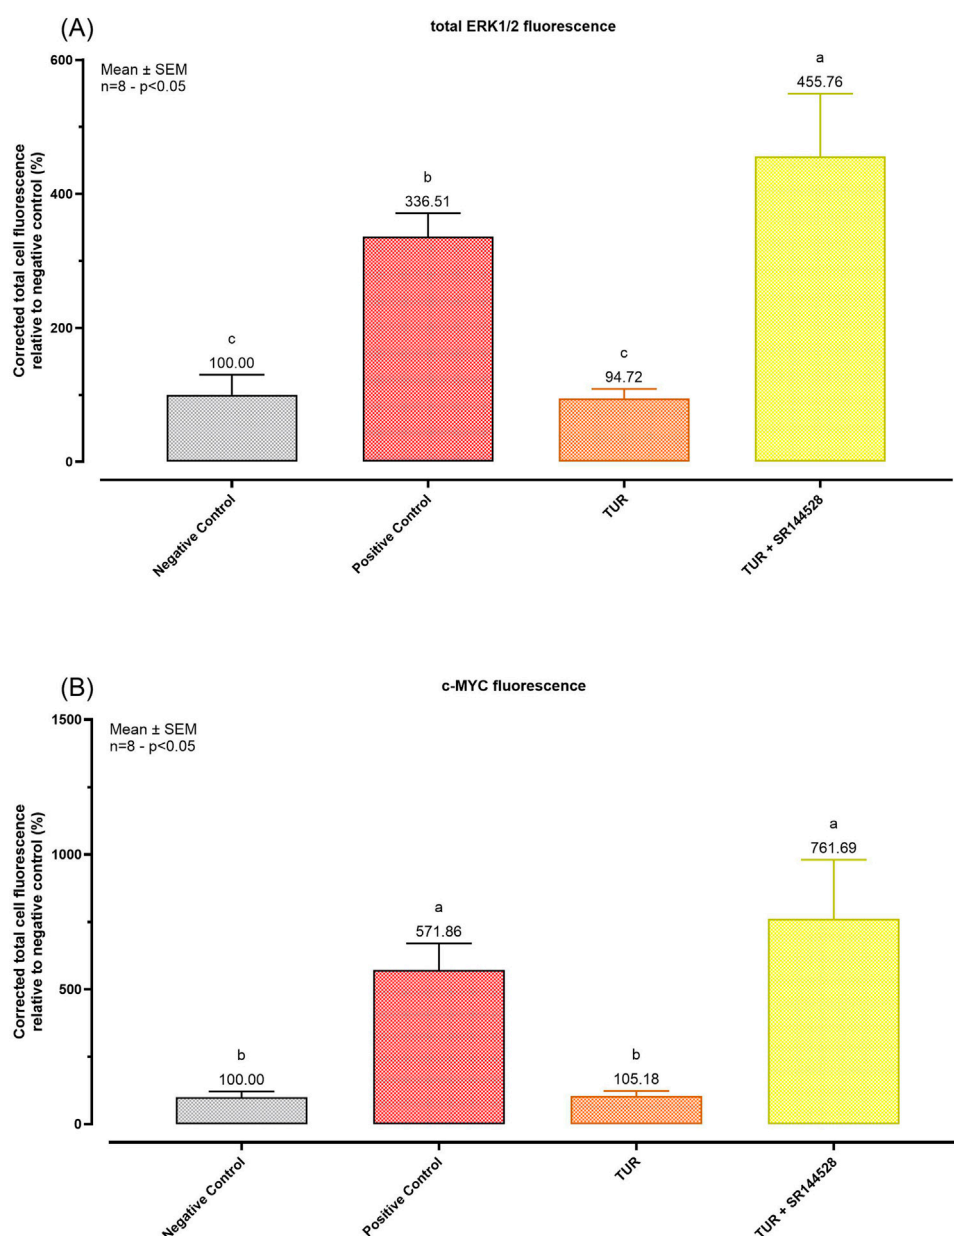 (A)
total ERK1/2 fluorescence
Mean ± SEM
n=8 - p<0.05
Corrected total cell fluorescence
relative to negative control (%)
600
400
200
0
c
100.00
b
336.51
c
94.72
a
455.76
Negative Control
Positive Control
TUR
TUR + SR144528
(B)
c-MYC fluorescence
Mean ± SEM
n=8 - p<0.05
Corrected total cell fluorescence
relative to negative control (%)
1500
1000
500
0
b
100.00
a
571.86
b
105.18
a
761.69
Negative Control
Positive Control
TUR
TUR + SR144528